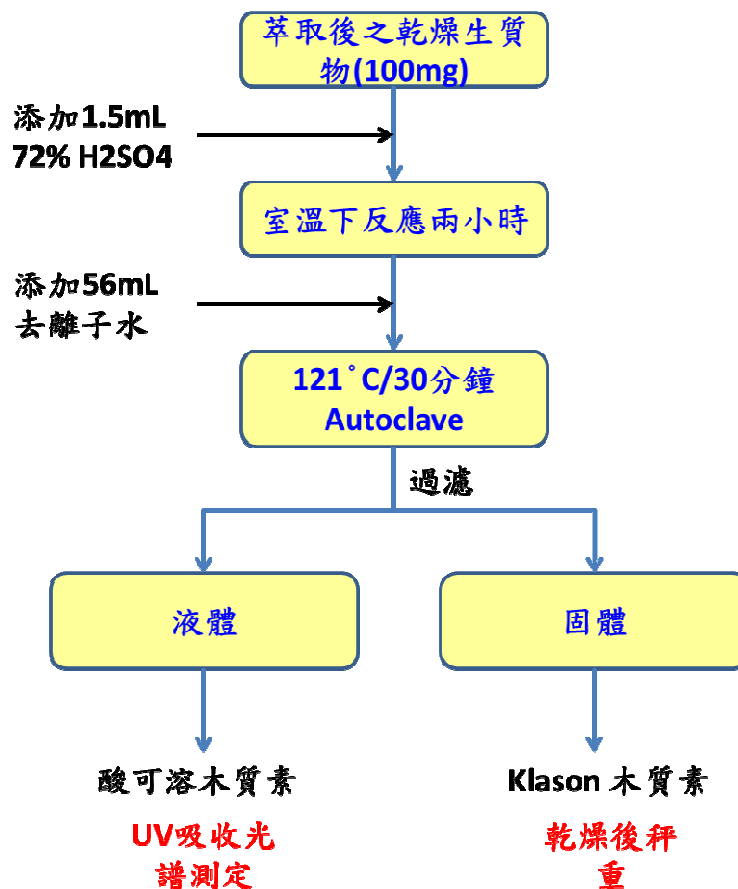 萃取後之乾燥生質
物(100mg)
添加1.5mL
72% H2SO4
室溫下反應兩小時
添加56mL
去離子水
121°C/30分鐘
Autoclave
過濾
液體
固體
酸可溶木質素
Klason 木質素
UV吸收光
譜測定
乾燥後秤
重